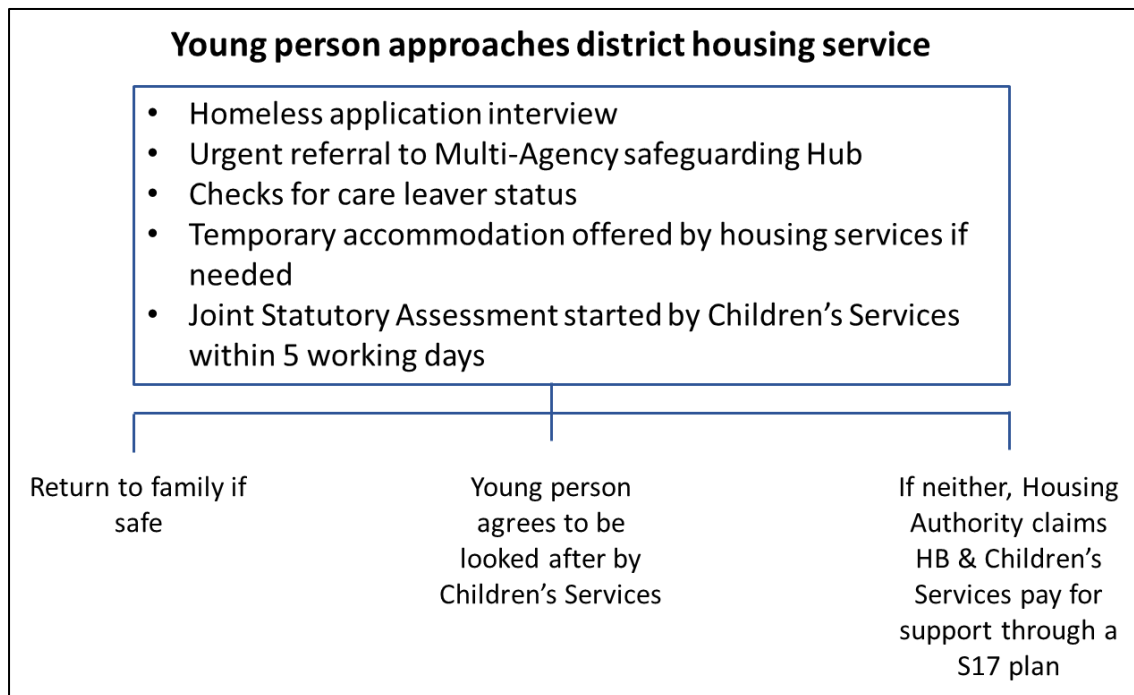 Young person approaches district housing service
• Homeless application interview
• Urgent referral to Multi-Agency safeguarding Hub
• Checks for care leaver status
• Temporary accommodation offered by housing services if
needed
• Joint Statutory Assessment started by Children’s Services
within 5 working days
Return to family if
safe
Young person
agrees to be
looked after by
Children’s Services
If neither, Housing
Authority claims
HB & Children’s
Services pay for
support through a
S17 plan